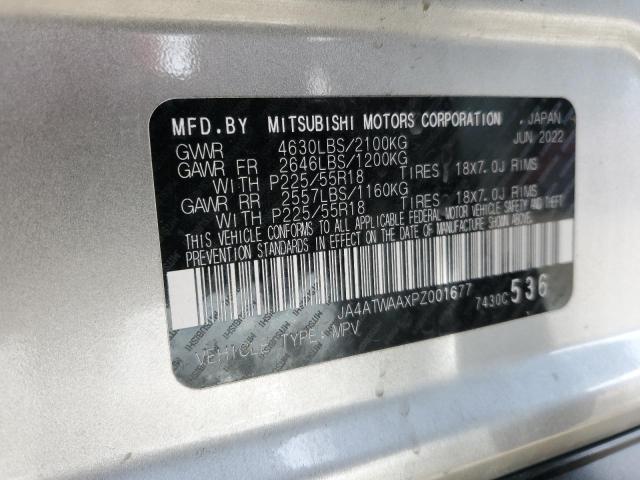 MFD.BY MITSUBISHI MOTORS CORPORATION . JAPAN
JUN 2022
GVWR 4630LBS/2100KG
GAWR FR 2646LBS/1200KG
WITH P225/55R18 TIRES 18X7.0J RIMS
GAWR RR 2557LBS/1160KG
WITH P225/55R18 TIRES 18X7.0J RIMS
THIS VEHICLE CONFORMS TO ALL APPLICABLE FEDERAL MOTOR VEHICLE SAFETY AND THEFT
PREVENTION STANDARDS IN EFFECT ON THE DATE OF MANUFACTURE SHOWN ABOVE.
JA4ATWAAXPZ001677 7430C 536
VEHICLE TYPE: MPV